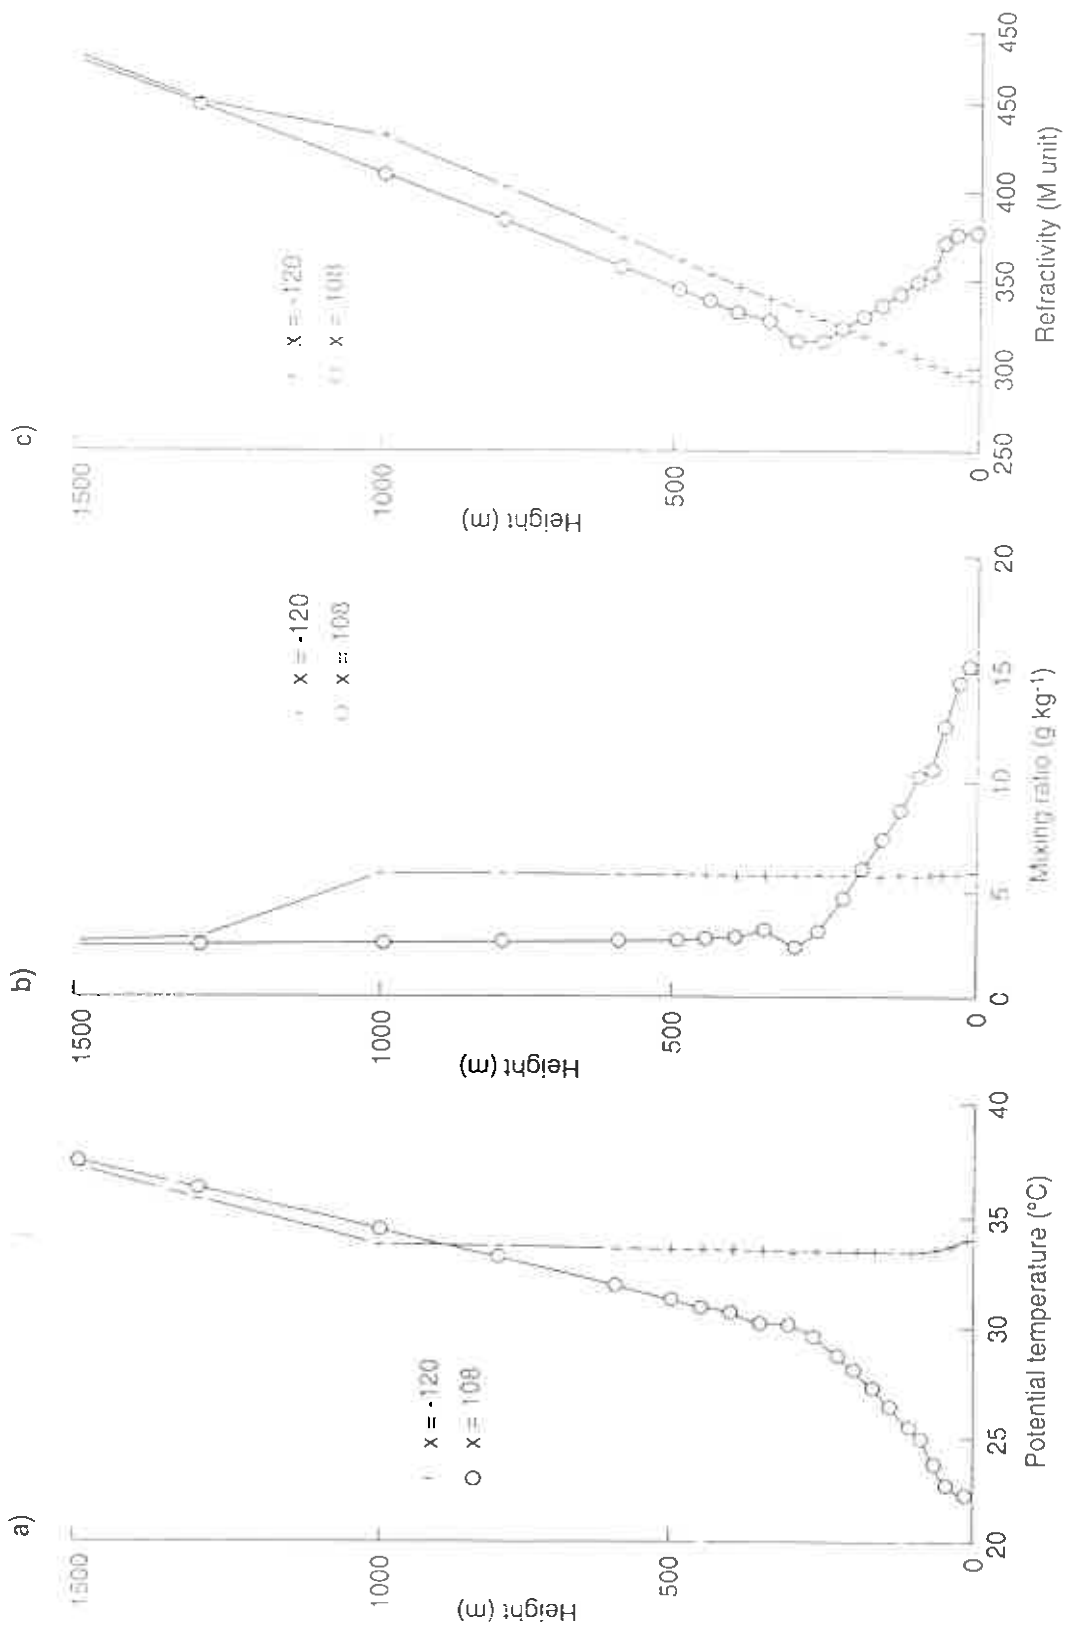 a)
1500
1000
500
0
Height (m)
x = -120
x = 108
20
25
30
35
40
Potential temperature (ºC)
b)
1500
1000
500
0
Height (m)
x = -120
x = 108
0
5
10
15
20
Mixing ratio (g kg-1)
c)
1500
1000
500
0
Height (m)
x = -120
x = 108
250
300
350
400
450
450
Refractivity (M unit)